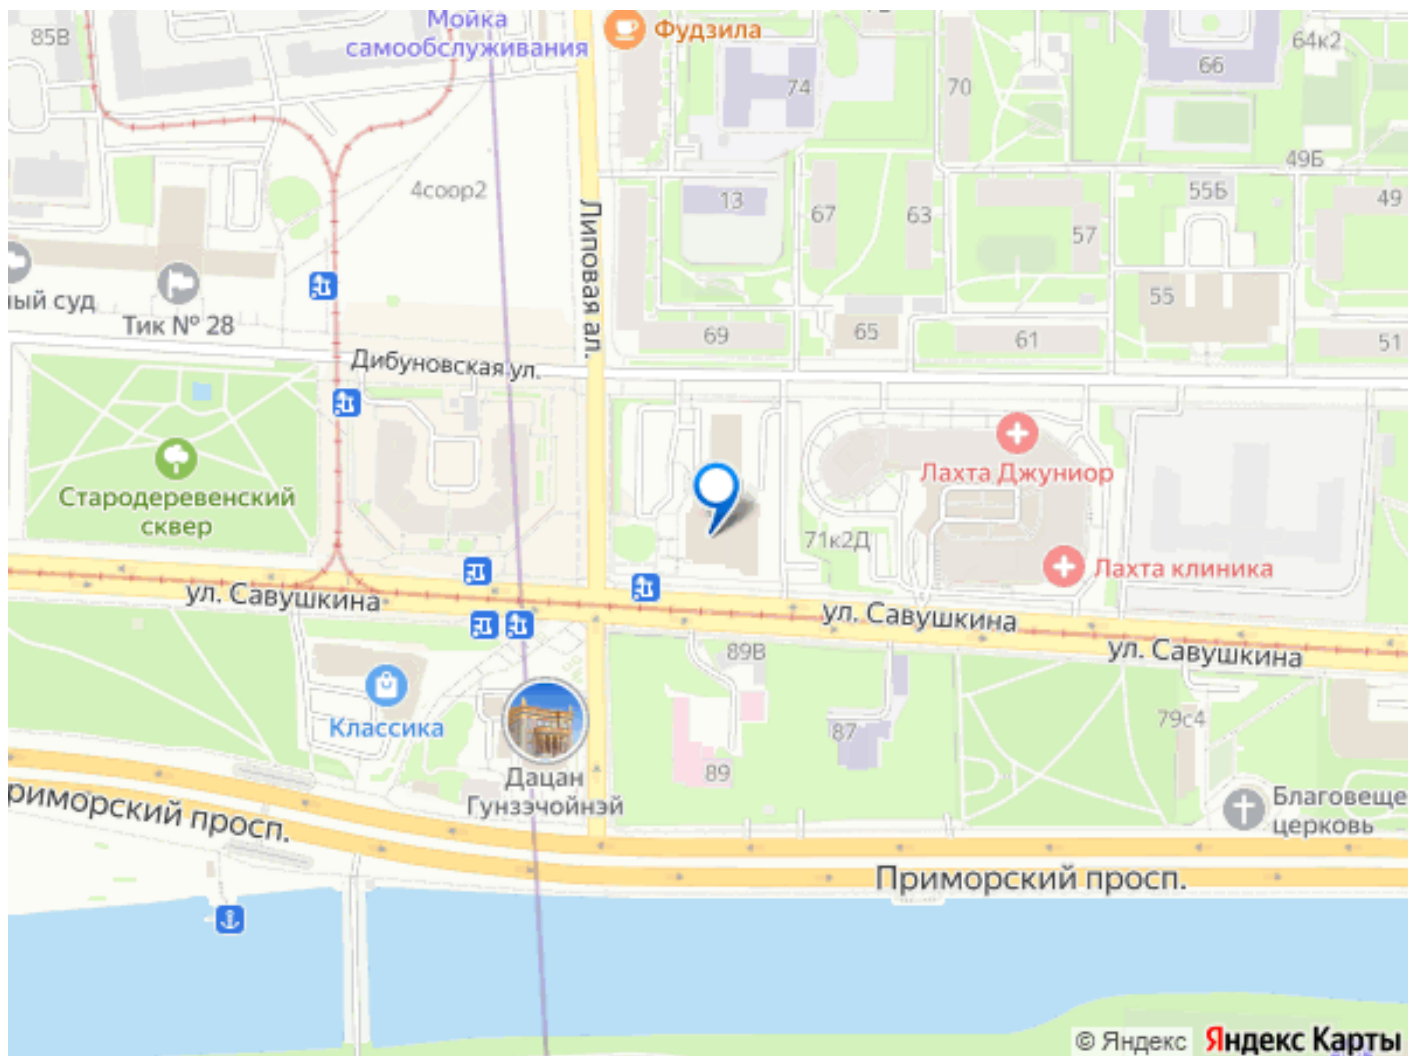 85В
Мойка
самообслуживания
Фудзила
74
70
66
64к2
4соор2
13
67
63
57
49Б
55Б
49
ный суд
Тик № 28
Липовая ал.
69
65
61
55
51
Дибуновская ул.
Стародеревенский
сквер
Лахта Джуниор
71к2Д
Лахта клиника
ул. Савушкина
ул. Савушкина
ул. Савушкина
89В
Классика
87
79с4
89
Дацан
Гунзэчойнэй
Благовеще
церковь
риморский просп.
Приморский просп.
© Яндекс
Яндекс Карты